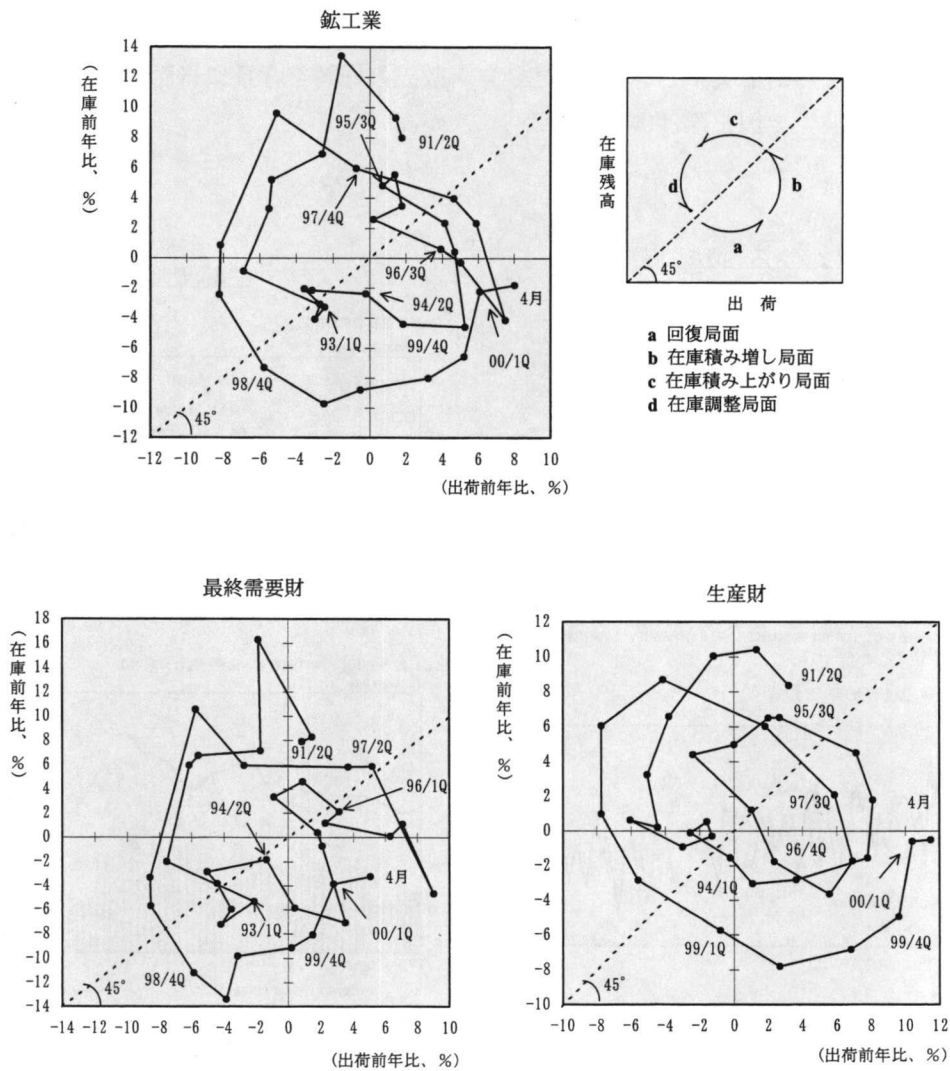 鉱工業
(在庫前年比、%)
14
12
10
8
6
4
2
0
-2
-4
-6
-8
-10
-12
-12 -10 -8 -6 -4 -2 0 2 4 6 8 10
(出荷前年比、%)
95/3Q
91/2Q
97/4Q
96/3Q
94/2Q
4月
93/1Q
99/4Q
00/1Q
98/4Q
45°
在庫残高
c
d
b
a
45°
出 荷
a 回復局面
b 在庫積み増し局面
c 在庫積み上がり局面
d 在庫調整局面
最終需要財
(在庫前年比、%)
18
16
14
12
10
8
6
4
2
0
-2
-4
-6
-8
-10
-12
-14
-14 -12 -10 -8 -6 -4 -2 0 2 4 6 8 10
(出荷前年比、%)
91/2Q
97/2Q
96/1Q
94/2Q
4月
93/1Q
00/1Q
99/4Q
98/4Q
45°
生産財
(在庫前年比、%)
12
10
8
6
4
2
0
-2
-4
-6
-8
-10
-10 -8 -6 -4 -2 0 2 4 6 8 10 12
(出荷前年比、%)
91/2Q
95/3Q
97/3Q
4月
96/4Q
94/1Q
00/1Q
99/1Q
99/4Q
45°